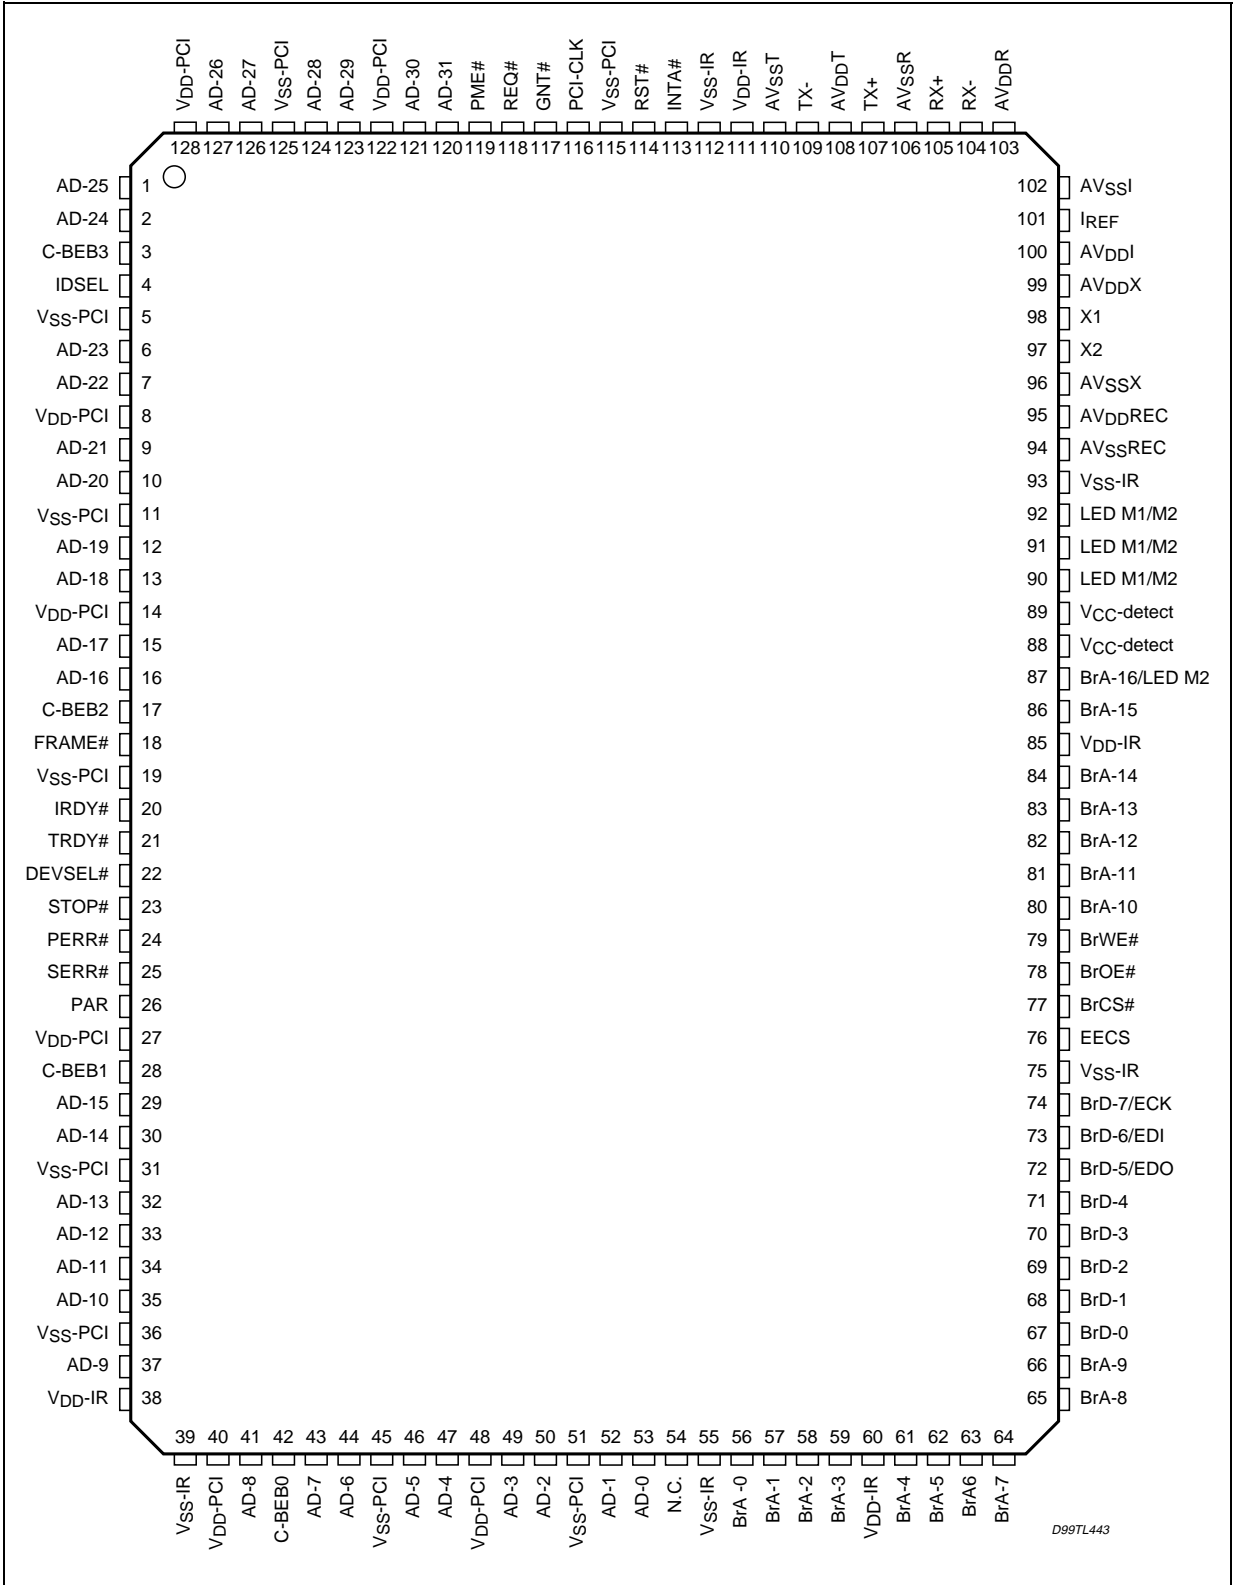 VDD-PCI AD-26 AD-27 VSS-PCI AD-28 AD-29 VDD-PCI AD-30 AD-31 PME# REQ# GNT# PCI-CLK VSS-PCI RST# INTA# VSS-IR VDD-IR AVSST TX- AVDDT TX+ AVSSR RX+ RX- AVDDR
128 127 126 125 124 123 122 121 120 119 118 117 116 115 114 113 112 111 110 109 108 107 106 105 104 103
AD-25 1 102 AVSSI
AD-24 2 101 IREF
C-BEB3 3 100 AVDDI
IDSEL 4 99 AVDDX
VSS-PCI 5 98 X1
AD-23 6 97 X2
AD-22 7 96 AVSSX
VDD-PCI 8 95 AVDDREC
AD-21 9 94 AVSSREC
AD-20 10 93 VSS-IR
VSS-PCI 11 92 LED M1/M2
AD-19 12 91 LED M1/M2
AD-18 13 90 LED M1/M2
VDD-PCI 14 89 VCC-detect
AD-17 15 88 VCC-detect
AD-16 16 87 BrA-16/LED M2
C-BEB2 17 86 BrA-15
FRAME# 18 85 VDD-IR
VSS-PCI 19 84 BrA-14
IRDY# 20 83 BrA-13
TRDY# 21 82 BrA-12
DEVSEL# 22 81 BrA-11
STOP# 23 80 BrA-10
PERR# 24 79 BrWE#
SERR# 25 78 BrOE#
PAR 26 77 BrCS#
VDD-PCI 27 76 EECS
C-BEB1 28 75 VSS-IR
AD-15 29 74 BrD-7/ECK
AD-14 30 73 BrD-6/EDI
VSS-PCI 31 72 BrD-5/EDO
AD-13 32 71 BrD-4
AD-12 33 70 BrD-3
AD-11 34 69 BrD-2
AD-10 35 68 BrD-1
VSS-PCI 36 67 BrD-0
AD-9 37 66 BrA-9
VDD-IR 38 65 BrA-8
39 40 41 42 43 44 45 46 47 48 49 50 51 52 53 54 55 56 57 58 59 60 61 62 63 64
VSS-IR VDD-PCI AD-8 C-BEB0 AD-7 AD-6 VSS-PCI AD-5 AD-4 VDD-PCI AD-3 AD-2 VSS-PCI AD-1 AD-0 N.C. VSS-IR BrA -0 BrA-1 BrA-2 BrA-3 VDD-IR BrA-4 BrA-5 BrA6 BrA-7
D99TL443